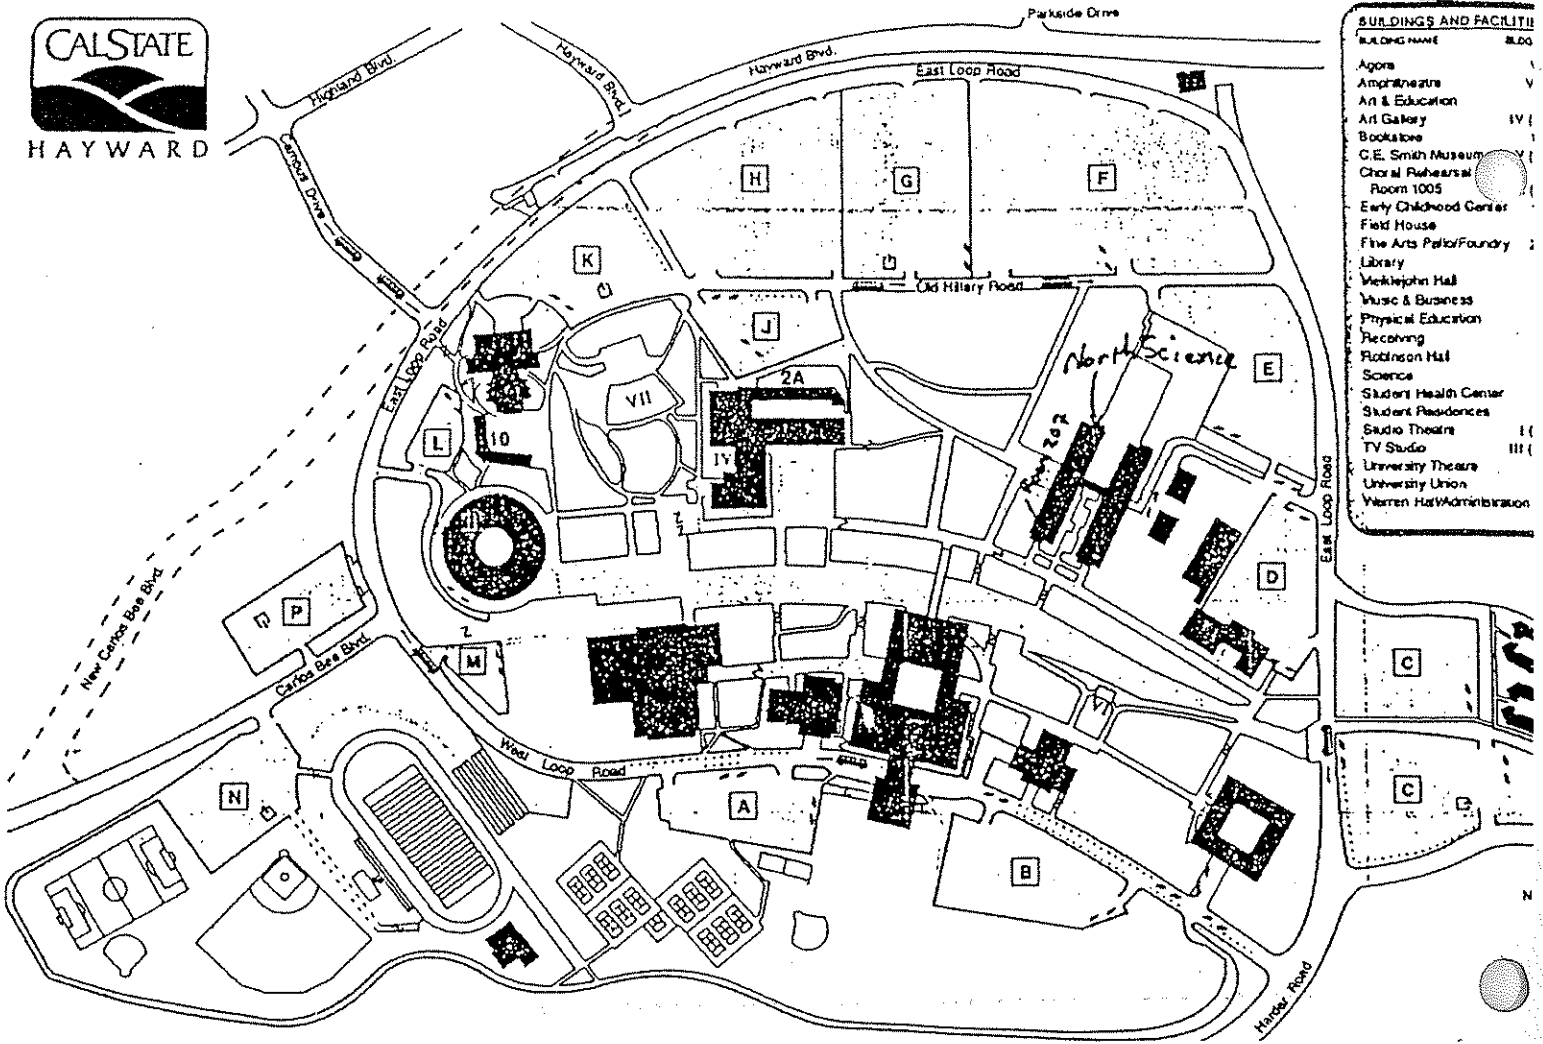 CALSTATE
HAYWARD
Parkside Drive
Hayward Blvd.
Hayward Blvd.
Highland Blvd.
East Loop Road
Campus Drive
H
G
F
K
Old Hillary Road
J
E
North Science
Room 207
East Loop Road
VII
2A
L
10
IV
East Loop Road
D
New Carlos Bee Blvd.
P
Carlos Bee Blvd.
M
C
VI
West Loop Road
N
A
C
B
Harder Road
BUILDINGS AND FACILITI
BUILDING NAME BLDG
Agora
Amphitheatre V
Art & Education
Art Gallery IV (
Bookstore
C.E. Smith Museum
Choral Rehearsal
Room 1005
Early Childhood Center
Field House
Fine Arts Patio/Foundry 2
Library
Meiklejohn Hall
Music & Business
Physical Education
Receiving
Robinson Hall
Science
Student Health Center
Student Residences
Studio Theatre I (
TV Studio III (
University Theatre
University Union
Warren Hall/Administration
N